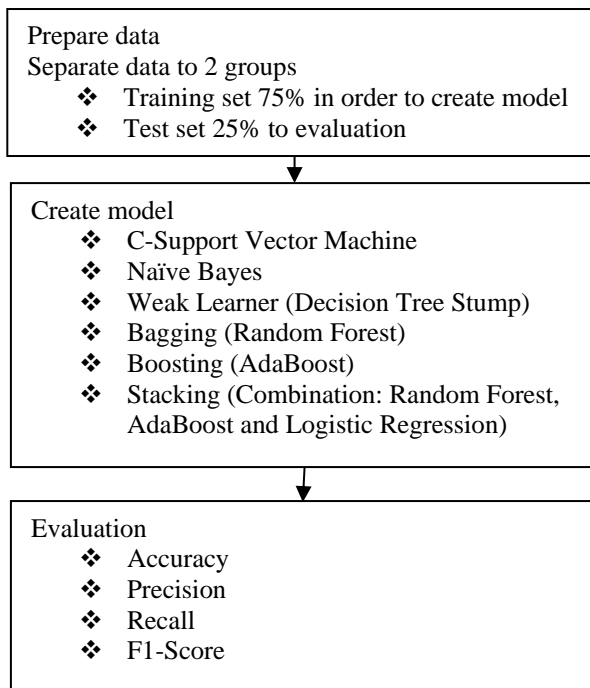 Prepare data
Separate data to 2 groups
❖ Training set 75% in order to create model
❖ Test set 25% to evaluation
Create model
❖ C-Support Vector Machine
❖ Naïve Bayes
❖ Weak Learner (Decision Tree Stump)
❖ Bagging (Random Forest)
❖ Boosting (AdaBoost)
❖ Stacking (Combination: Random Forest,
AdaBoost and Logistic Regression)
Evaluation
❖ Accuracy
❖ Precision
❖ Recall
❖ F1-Score